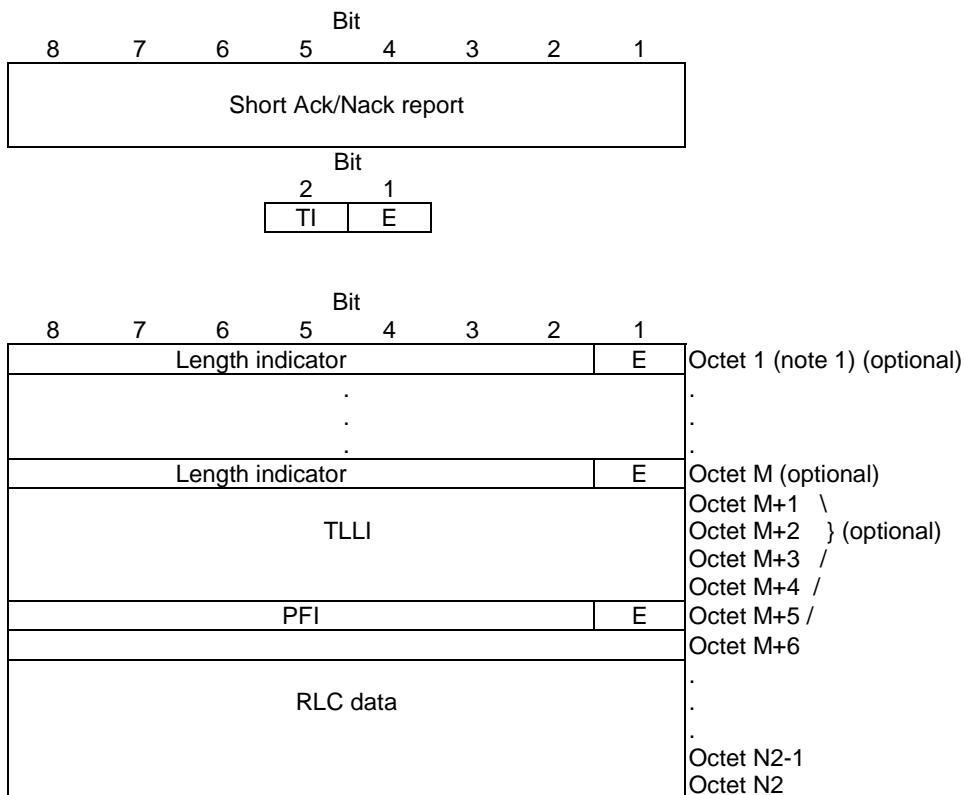 Bit
8 7 6 5 4 3 2 1
Short Ack/Nack report
Bit
2 1
TI E
Bit
8 7 6 5 4 3 2 1
Length indicator E Octet 1 (note 1) (optional)
. .
. .
. .
Length indicator E Octet M (optional)
Octet M+1 \
TLLI Octet M+2 } (optional)
Octet M+3 /
Octet M+4 /
PFI E Octet M+5 /
Octet M+6
.
RLC data .
.
Octet N2-1
Octet N2